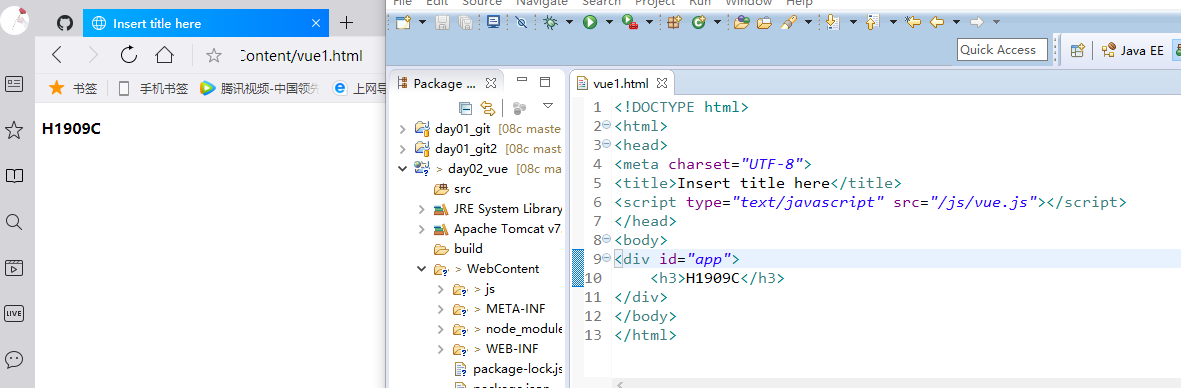 File Edit Source Navigate Search Project Run Window Help
Insert title here
Content/vue1.html
书签 手机书签 腾讯视频-中国领先 上网导
H1909C
LIVE
Quick Access
Java EE
Package ...
day01_git [08c maste
day01_git2 [08c mast
> day02_vue [08c mas
src
JRE System Library
Apache Tomcat v7.
build
> WebContent
> js
> META-INF
> node_module
> WEB-INF
package-lock.js
package.json
vue1.html
1 <!DOCTYPE html>
2 <html>
3 <head>
4 <meta charset="UTF-8">
5 <title>Insert title here</title>
6 <script type="text/javascript" src="/js/vue.js"></script>
7 </head>
8 <body>
9 <div id="app">
10 <h3>H1909C</h3>
11 </div>
12 </body>
13 </html>